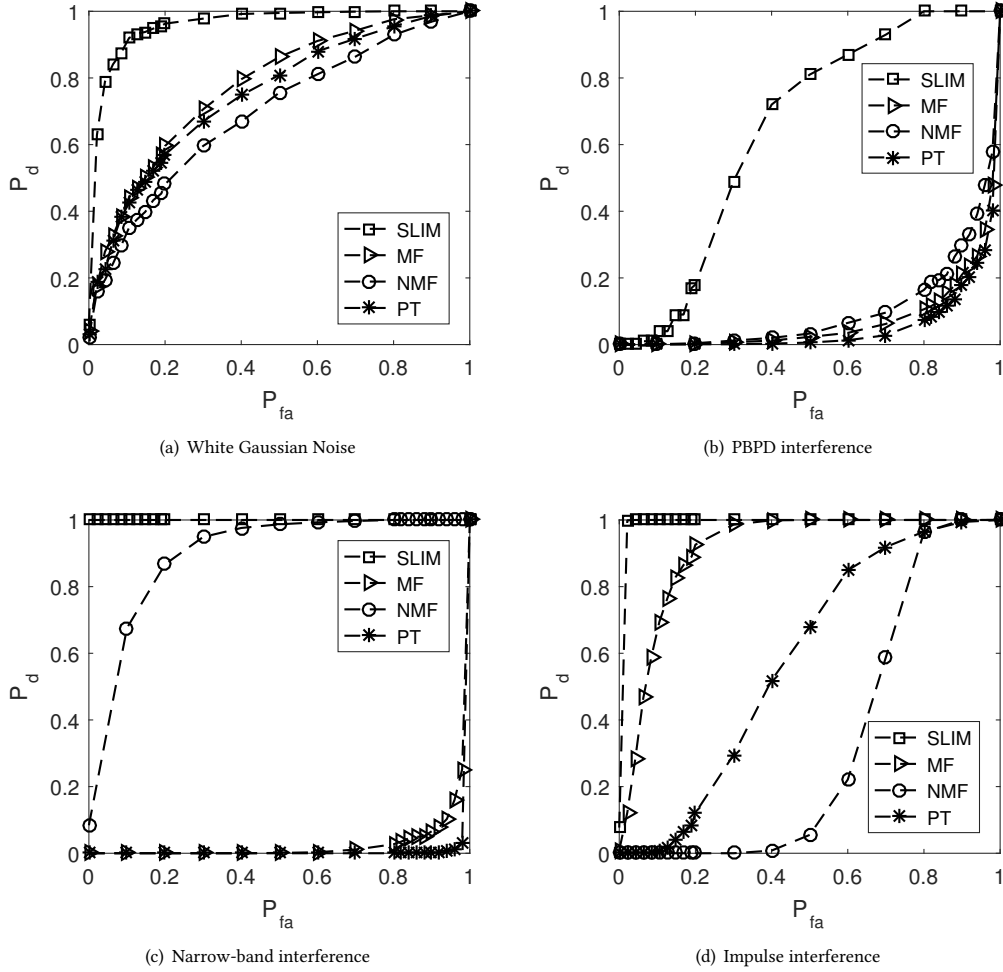 1
0.8
0.6
0.4
0.2
0
P_d
0 0.2 0.4 0.6 0.8 1
P_fa
SLIM
MF
NMF
PT
(a) White Gaussian Noise
1
0.8
0.6
0.4
0.2
0
P_d
0 0.2 0.4 0.6 0.8 1
P_fa
SLIM
MF
NMF
PT
(b) PBPD interference
1
0.8
0.6
0.4
0.2
0
P_d
0 0.2 0.4 0.6 0.8 1
P_fa
SLIM
MF
NMF
PT
(c) Narrow-band interference
1
0.8
0.6
0.4
0.2
0
P_d
0 0.2 0.4 0.6 0.8 1
P_fa
SLIM
MF
NMF
PT
(d) Impulse interference